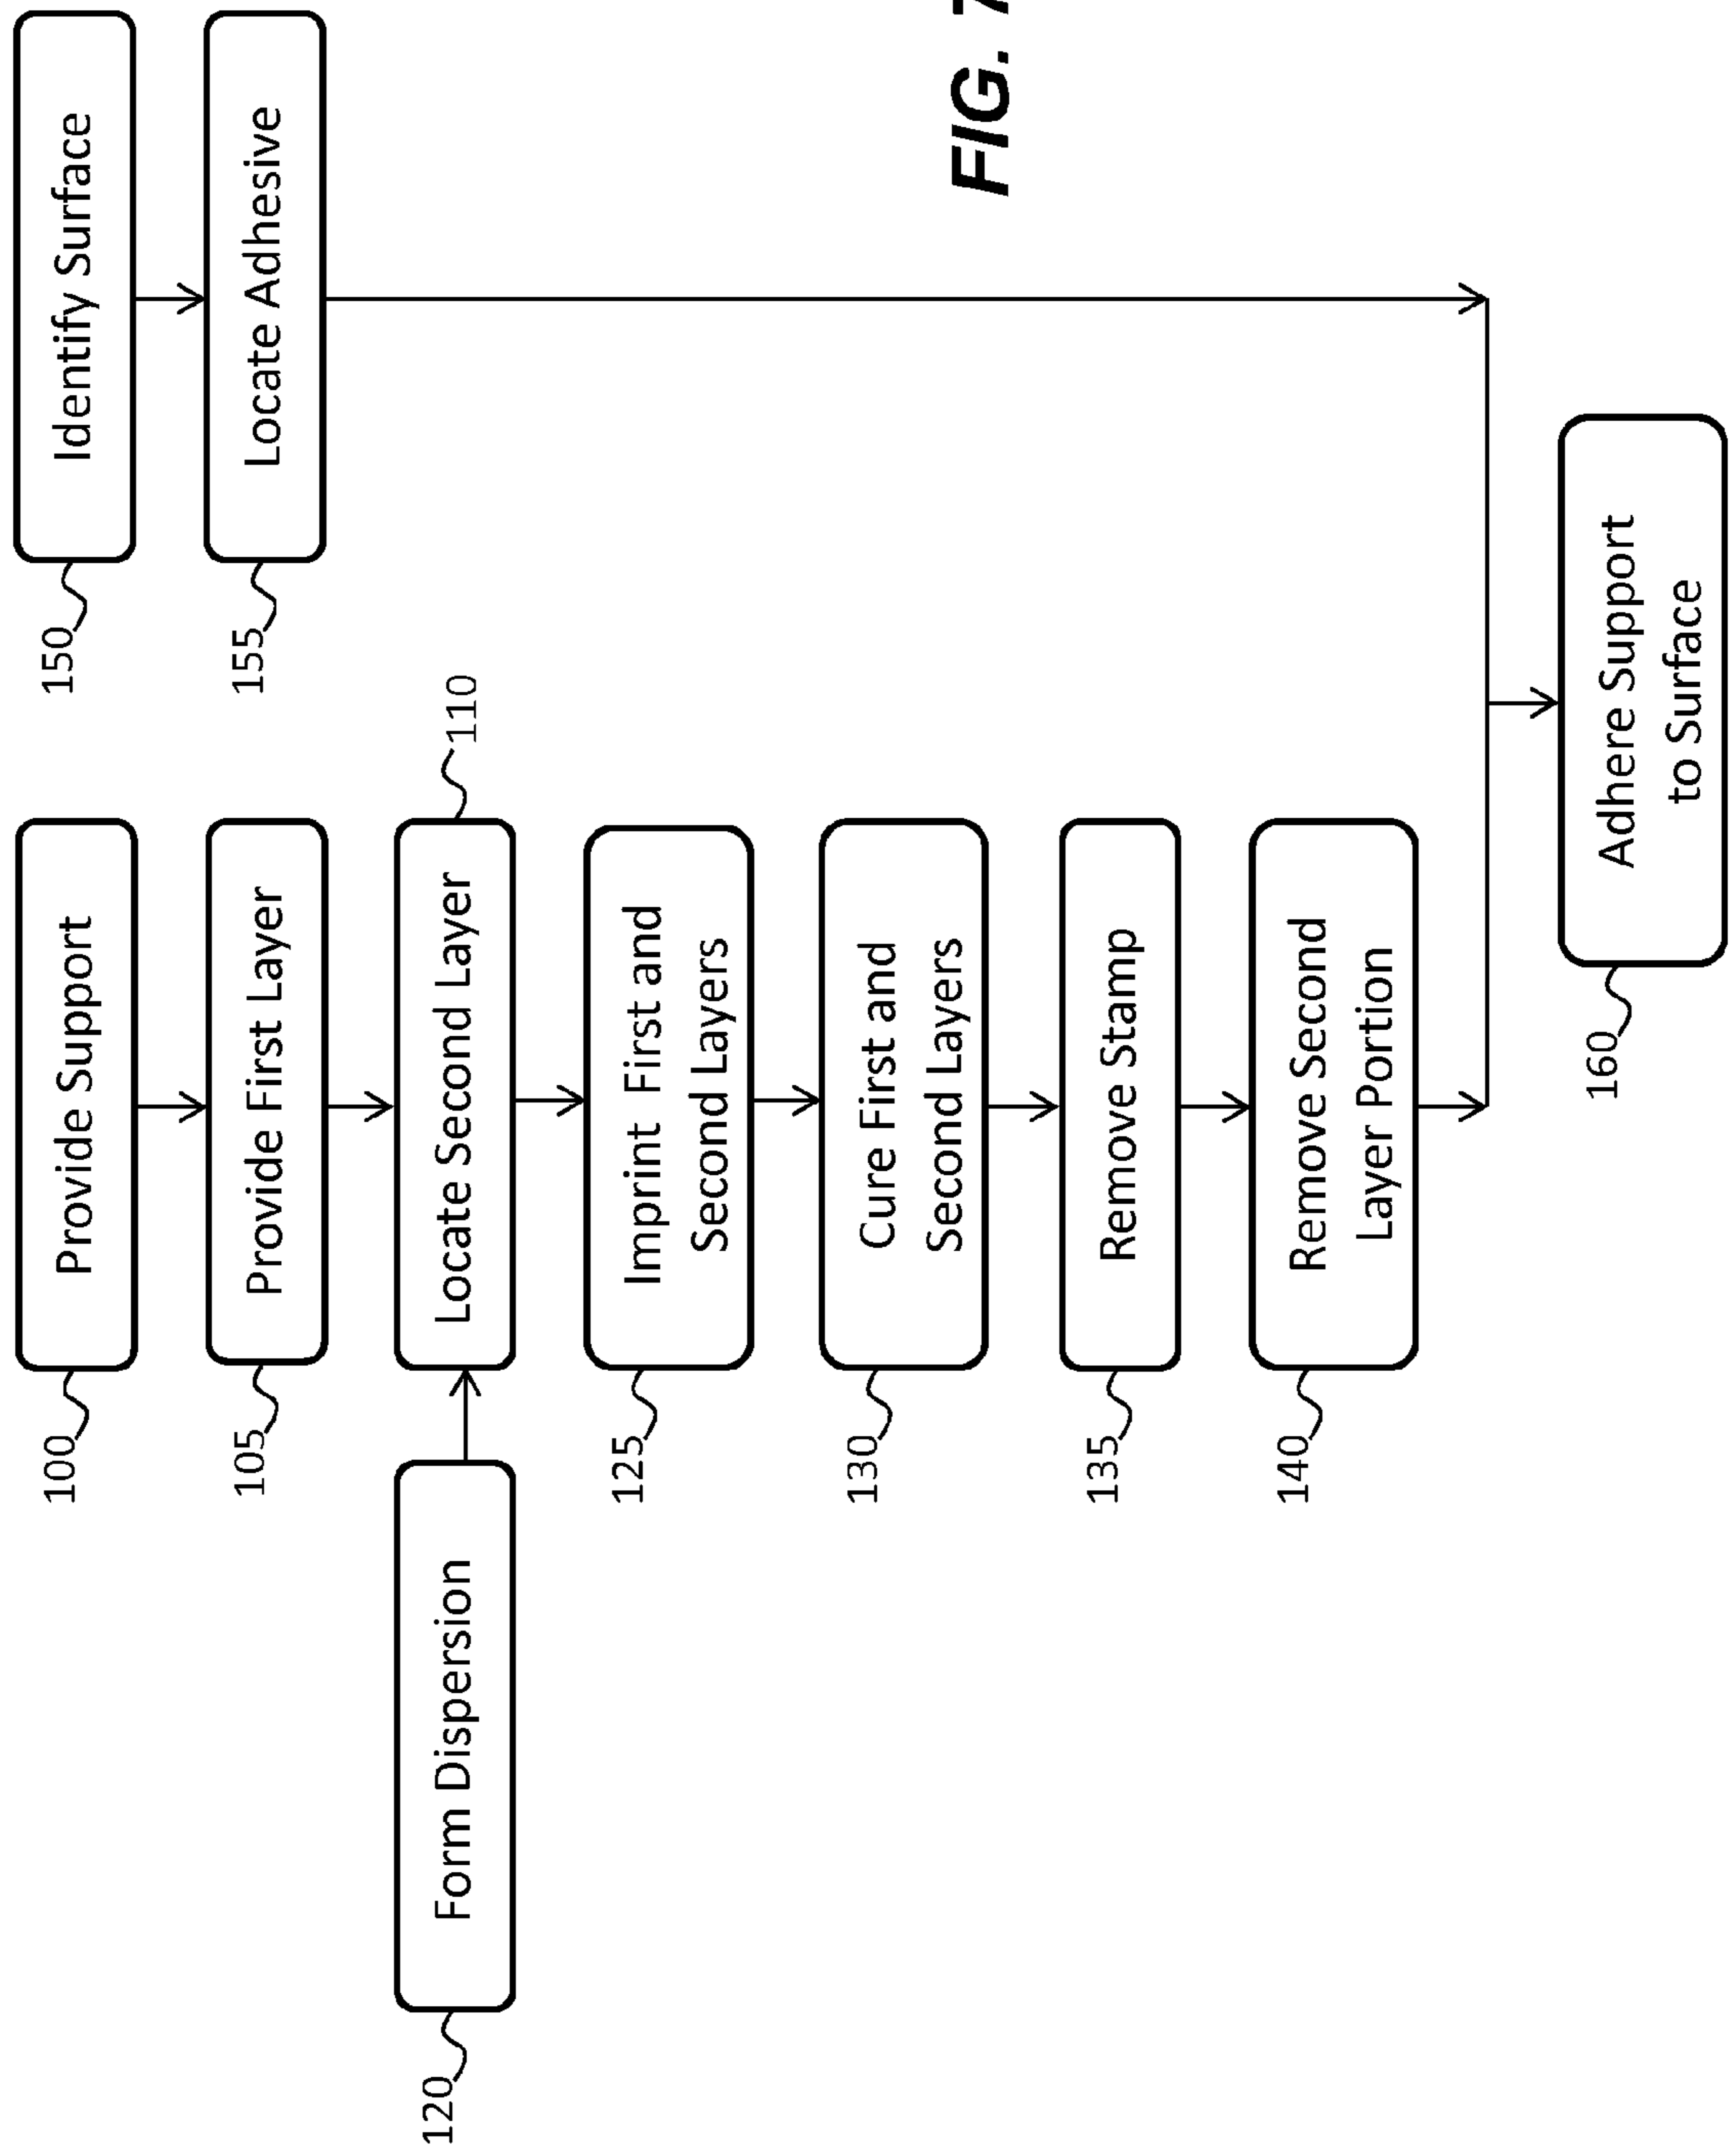 100
Provide Support
105
Provide First Layer
120
Form Dispersion
Locate Second Layer
110
125
Imprint First and
Second Layers
130
Cure First and
Second Layers
135
Remove Stamp
140
Remove Second
Layer Portion
150
Identify Surface
155
Locate Adhesive
160
Adhere Support
to Surface
FIG. 7